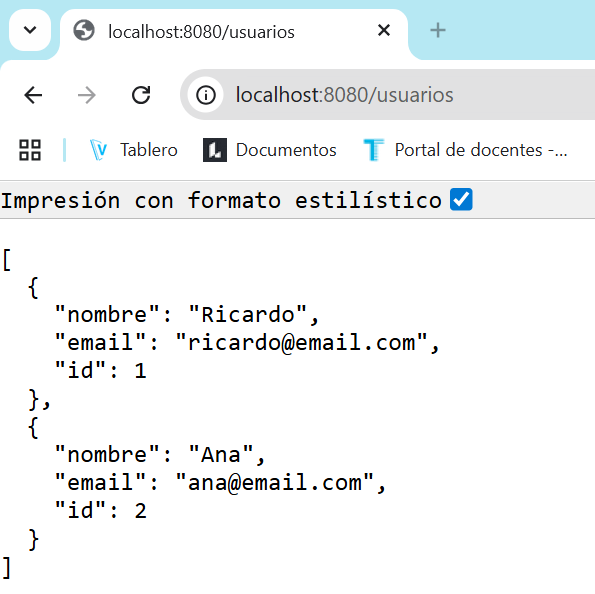 localhost:8080/usuarios
localhost:8080/usuarios
Tablero Documentos Portal de docentes -...
Impresión con formato estilístico
[
  {
    "nombre": "Ricardo",
    "email": "ricardo@email.com",
    "id": 1
  },
  {
    "nombre": "Ana",
    "email": "ana@email.com",
    "id": 2
  }
]